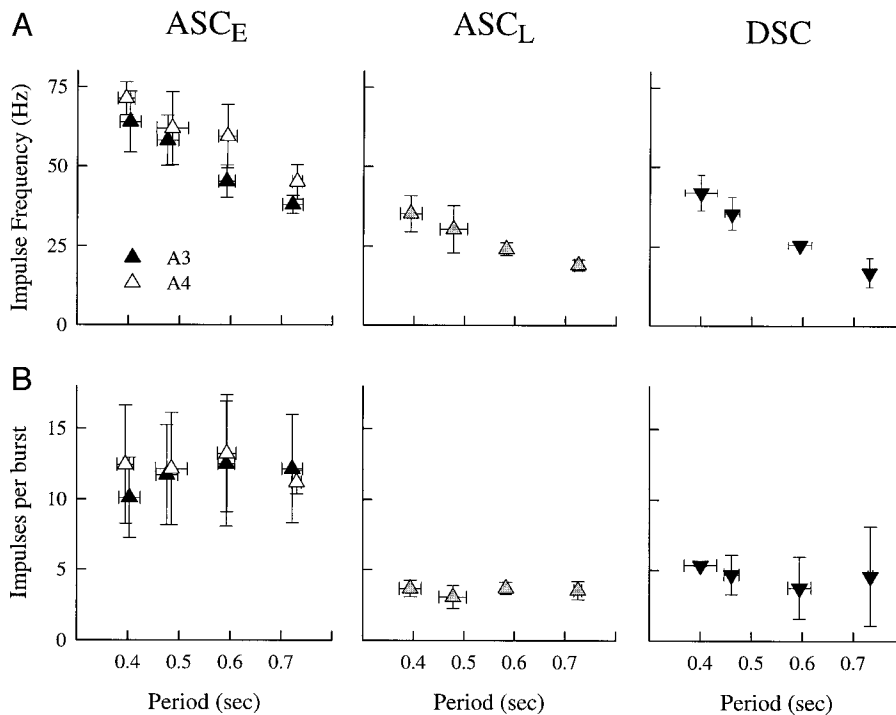 A
ASC_E
ASC_L
DSC
Impulse Frequency (Hz)
75
50
25
0
A3
A4
B
Impulses per burst
15
10
5
0
0.4 0.5 0.6 0.7
0.4 0.5 0.6 0.7
0.4 0.5 0.6 0.7
Period (sec)
Period (sec)
Period (sec)